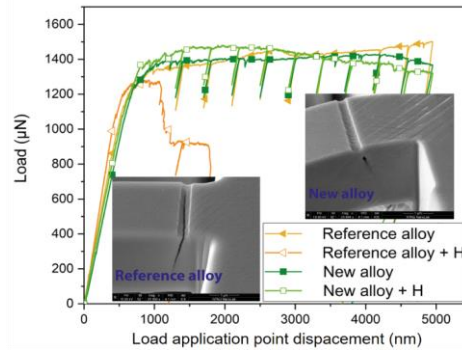 1600
1400
1200
1000
800
600
400
200
0
Load (µN)
New alloy
Reference alloy
Reference alloy
Reference alloy + H
New alloy
New alloy + H
0 1000 2000 3000 4000 5000
Load application point dispacement (nm)